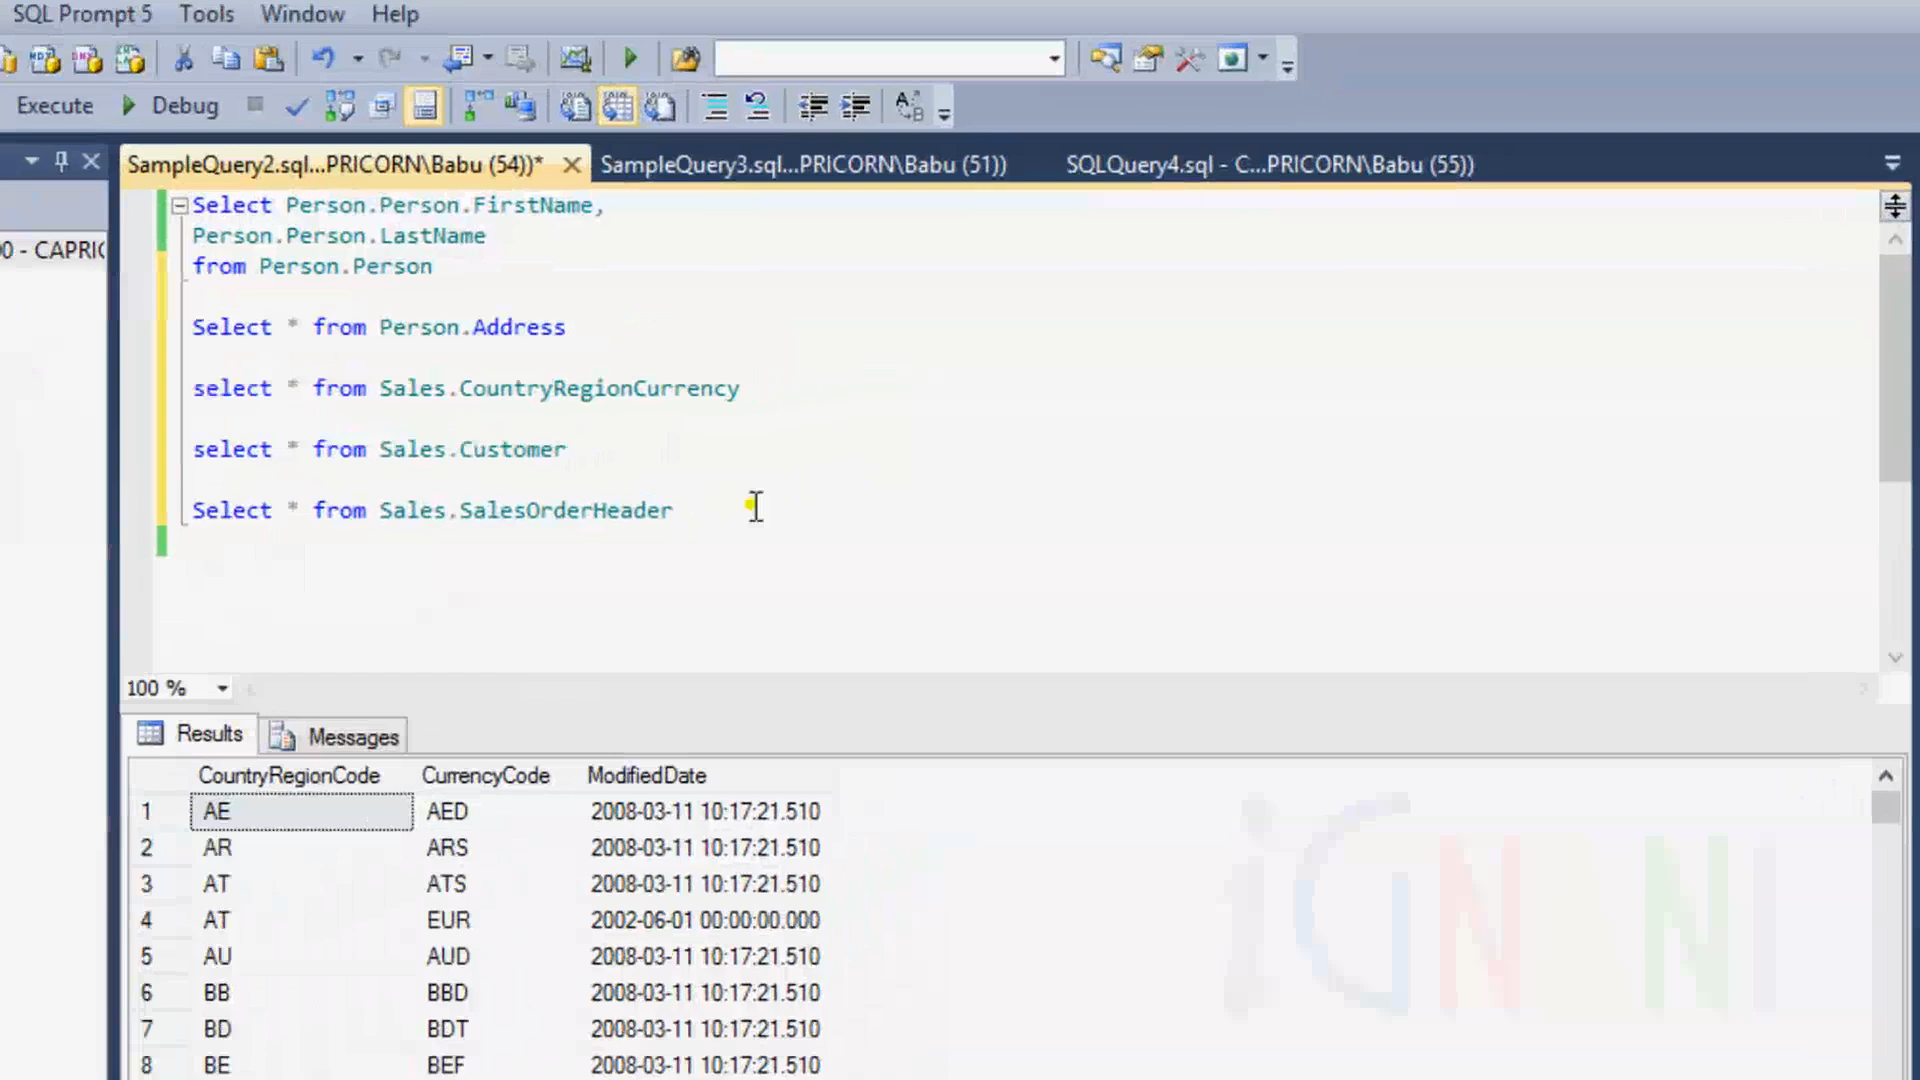 SQL Prompt 5 Tools Window Help
Execute Debug
SampleQuery2.sql...PRICORN\Babu (54))* SampleQuery3.sql...PRICORN\Babu (51)) SQLQuery4.sql - C...PRICORN\Babu (55))
Select Person.Person.FirstName,
0 - CAPRIC
Person.Person.LastName
from Person.Person
Select * from Person.Address
select * from Sales.CountryRegionCurrency
select * from Sales.Customer
Select * from Sales.SalesOrderHeader
100 %
Results Messages
CountryRegionCode CurrencyCode ModifiedDate
1 AE AED 2008-03-11 10:17:21.510
2 AR ARS 2008-03-11 10:17:21.510
3 AT ATS 2008-03-11 10:17:21.510
4 AT EUR 2002-06-01 00:00:00.000
5 AU AUD 2008-03-11 10:17:21.510
6 BB BBD 2008-03-11 10:17:21.510
7 BD BDT 2008-03-11 10:17:21.510
8 BE BEF 2008-03-11 10:17:21.510